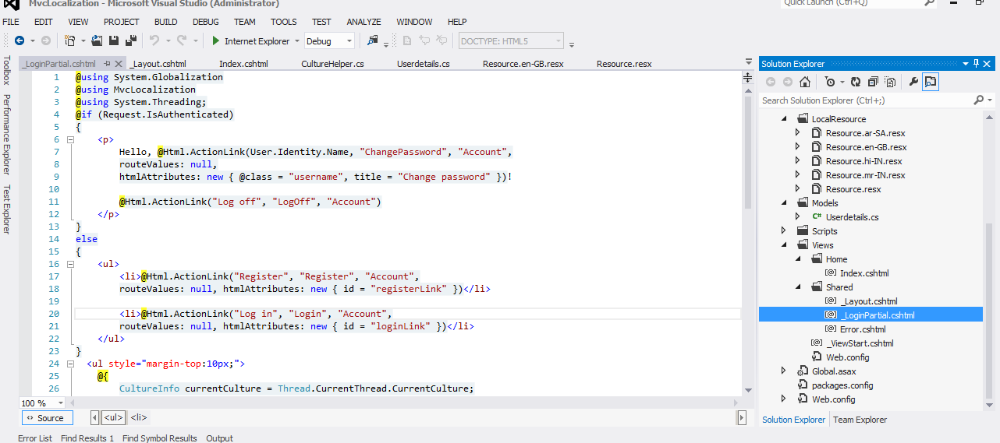 MvcLocalization - Microsoft Visual Studio (Administrator)
Quick Launch (Ctrl+Q)
FILE EDIT VIEW PROJECT BUILD DEBUG TEAM TOOLS TEST ANALYZE WINDOW HELP
Internet Explorer Debug DOCTYPE: HTML5
_LoginPartial.cshtml _Layout.cshtml Index.cshtml CultureHelper.cs Userdetails.cs Resource.en-GB.resx Resource.resx
Toolbox
Performance Explorer
Test Explorer
1 @using System.Globalization
2 @using MvcLocalization
3 @using System.Threading;
4 @if (Request.IsAuthenticated)
5 {
6 <p>
7 Hello, @Html.ActionLink(User.Identity.Name, "ChangePassword", "Account",
8 routeValues: null,
9 htmlAttributes: new { @class = "username", title = "Change password" })!
10
11 @Html.ActionLink("Log off", "LogOff", "Account")
12 </p>
13 }
14 else
15 {
16 <ul>
17 <li>@Html.ActionLink("Register", "Register", "Account",
18 routeValues: null, htmlAttributes: new { id = "registerLink" })</li>
19
20 <li>@Html.ActionLink("Log in", "Login", "Account",
21 routeValues: null, htmlAttributes: new { id = "loginLink" })</li>
22 </ul>
23 }
24 <ul style="margin-top:10px;">
25 @{
26 CultureInfo currentCulture = Thread.CurrentThread.CurrentCulture;
100 %
Source <ul> <li>
Error List Find Results 1 Find Symbol Results Output
Solution Explorer
Search Solution Explorer (Ctrl+;)
LocalResource
Resource.ar-SA.resx
Resource.en-GB.resx
Resource.hi-IN.resx
Resource.mr-IN.resx
Resource.resx
Models
C# Userdetails.cs
Scripts
Views
Home
[@] Index.cshtml
Shared
[@] _Layout.cshtml
[@] _LoginPartial.cshtml
[@] Error.cshtml
[@] _ViewStart.cshtml
Web.config
Global.asax
packages.config
Web.config
Solution Explorer Team Explorer